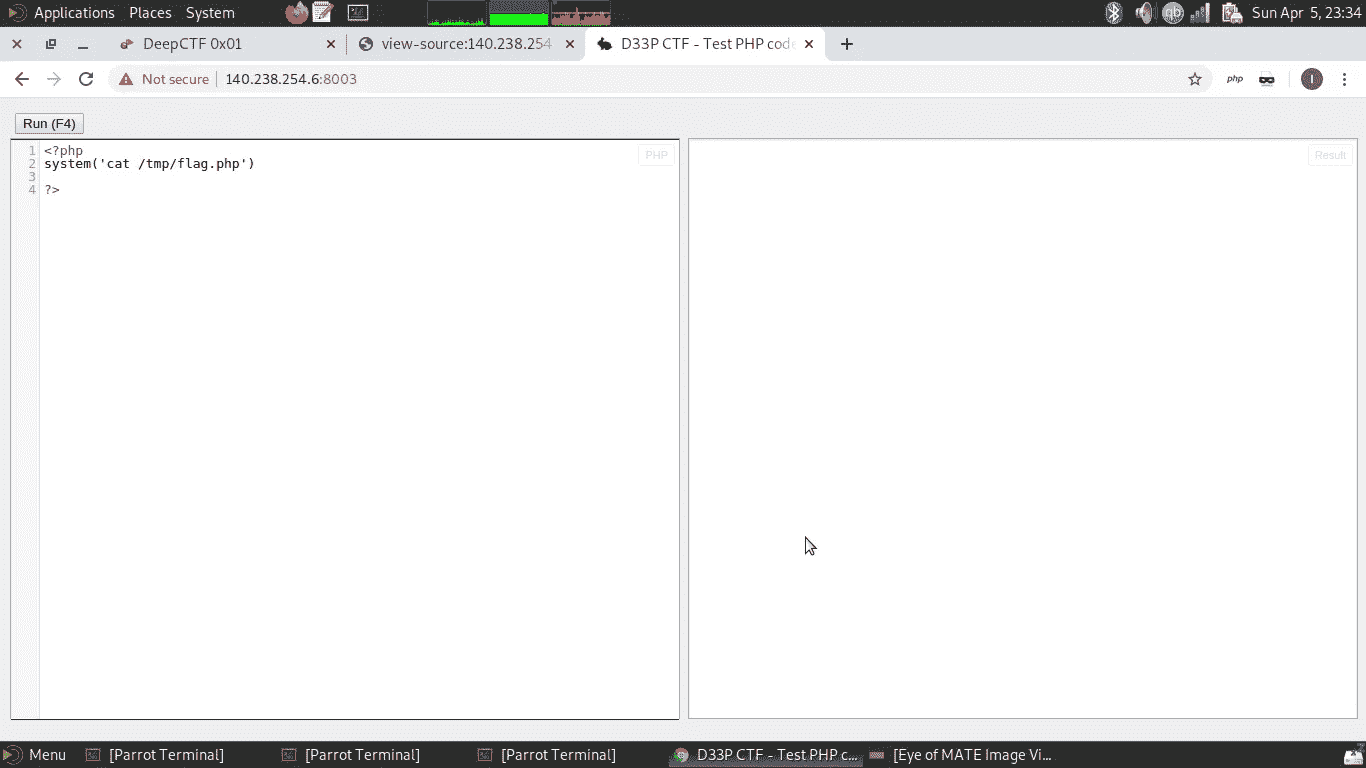 Applications Places System
Sun Apr 5, 23:34
DeepCTF 0x01
view-source:140.238.254
D33P CTF - Test PHP code
Not secure 140.238.254.6:8003
php
I
Run (F4)
PHP
Result
1 <?php
2 system('cat /tmp/flag.php')
3
4 ?>
Menu
[Parrot Terminal]
[Parrot Terminal]
[Parrot Terminal]
D33P CTF - Test PHP c...
[Eye of MATE Image Vi...